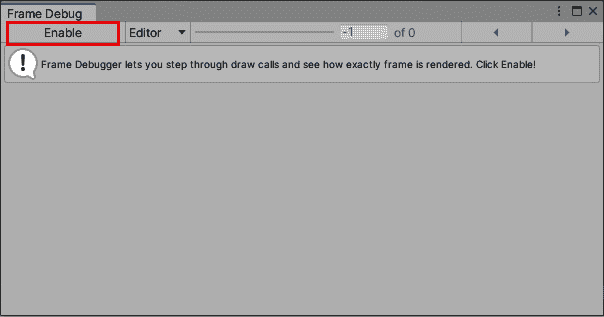 Frame Debug
Enable Editor -1 of 0
Frame Debugger lets you step through draw calls and see how exactly frame is rendered. Click Enable!